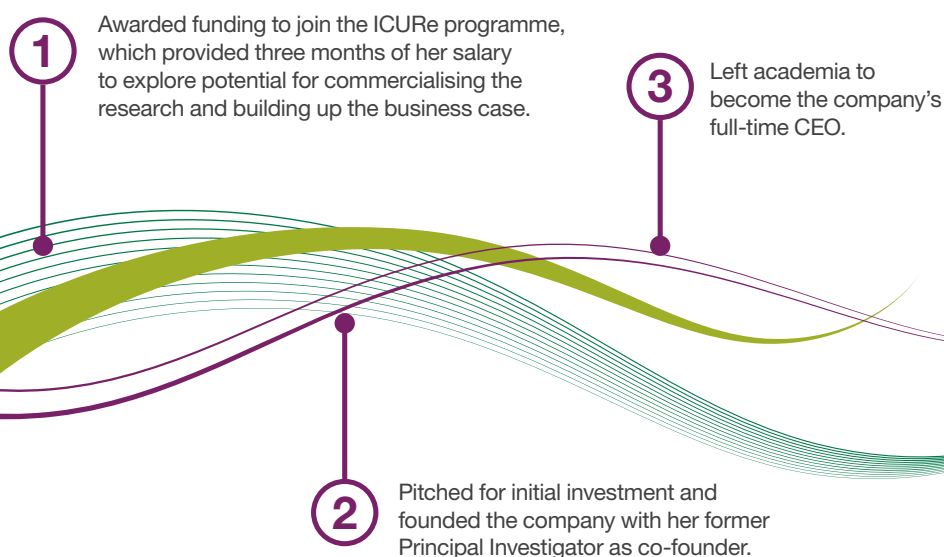 1
Awarded funding to join the ICURe programme,
which provided three months of her salary
to explore potential for commercialising the
research and building up the business case.
2
Pitched for initial investment and
founded the company with her former
Principal Investigator as co-founder.
3
Left academia to
become the company's
full-time CEO.